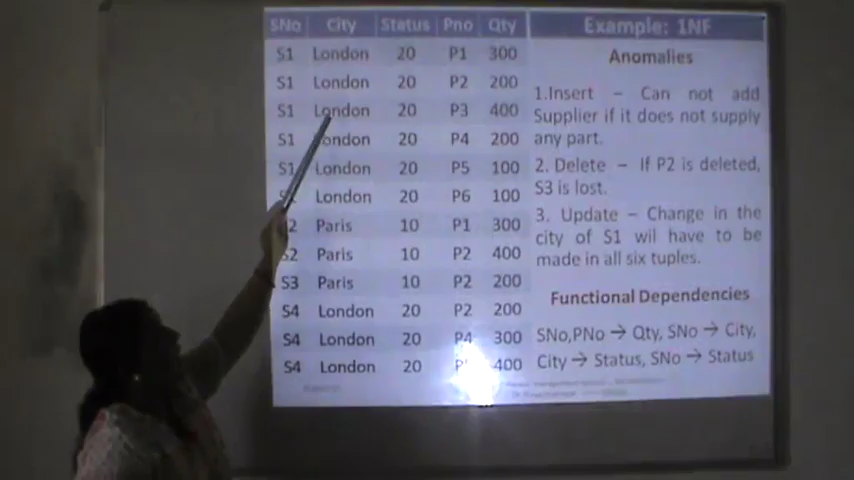 SNo City Status Pno Qty
S1 London 20 P1 300
S1 London 20 P2 200
S1 London 20 P3 400
S1 London 20 P4 200
S1 London 20 P5 100
London 20 P6 100
Paris 10 P1 300
S2 Paris 10 P2 400
S3 Paris 10 P2 200
S4 London 20 P2 200
S4 London 20 P4 300
S4 London 20 400
Example: 1NF
Anomalies
1.Insert – Can not add
Supplier if it does not supply
any part.
2. Delete – If P2 is deleted,
S3 is lost.
3. Update – Change in the
city of S1 wil have to be
made in all six tuples.
Functional Dependencies
SNo,PNo → Qty, SNo → City,
City → Status, SNo → Status